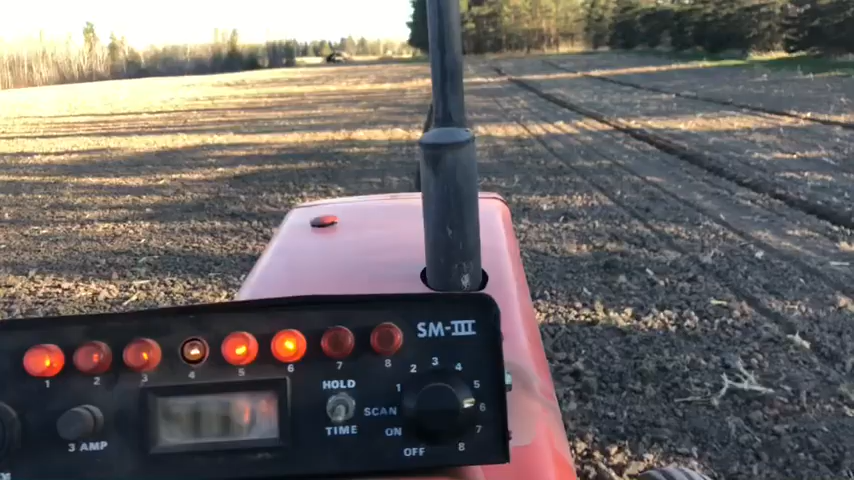 SM-III
1 2 3 4 5 6 7 8
HOLD
TIME
3 AMP
SCAN
ON
OFF
1 2 3 4 5 6 7 8